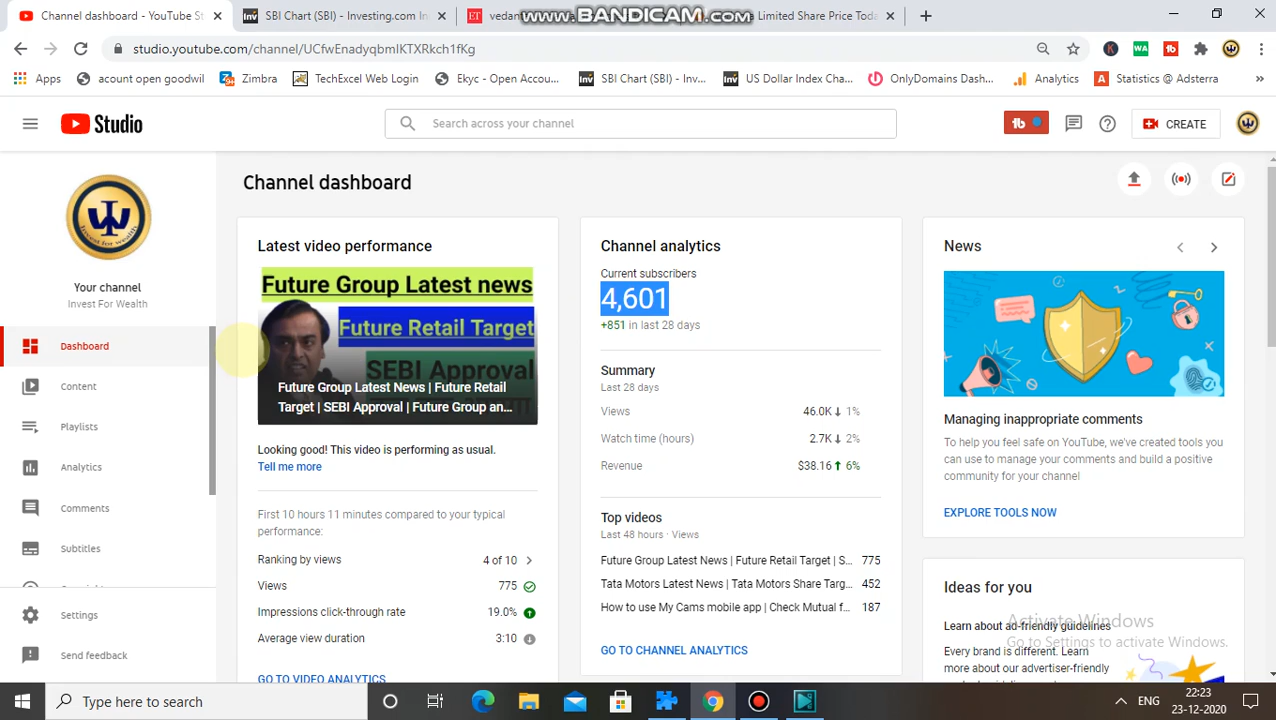 Channel dashboard - YouTube St
SBI Chart (SBI) - Investing.com In
ET
www.BANDICAM.com
Limited Share Price Toda
studio.youtube.com/channel/UCfwEnadyqbmIKTXRkch1fKg
Apps
acount open goodwil
Zimbra
TechExcel Web Login
Ekyc - Open Accou...
SBI Chart (SBI) - Inv...
US Dollar Index Cha...
OnlyDomains Dash...
Analytics
Statistics @ Adsterra
Studio
Search across your channel
CREATE
Channel dashboard
Invest for wealth
Your channel
Invest For Wealth
Dashboard
Content
Playlists
Analytics
Comments
Subtitles
Settings
Send feedback
Latest video performance
Future Group Latest news
Future Retail Target
SEBI Approval
Future Group Latest News | Future Retail
Target | SEBI Approval | Future Group an...
Looking good! This video is performing as usual.
Tell me more
First 10 hours 11 minutes compared to your typical
performance:
Ranking by views 4 of 10
Views 775
Impressions click-through rate 19.0%
Average view duration 3:10
GO TO VIDEO ANALYTICS
Channel analytics
Current subscribers
4,601
+851 in last 28 days
Summary
Last 28 days
Views 46.0K 1%
Watch time (hours) 2.7K 2%
Revenue $38.16 6%
Top videos
Last 48 hours · Views
Future Group Latest News | Future Retail Target | S... 775
Tata Motors Latest News | Tata Motors Share Targ... 452
How to use My Cams mobile app | Check Mutual f... 187
GO TO CHANNEL ANALYTICS
News
Managing inappropriate comments
To help you feel safe on YouTube, we've created tools you
can use to manage your comments and build a positive
community for your channel
EXPLORE TOOLS NOW
Ideas for you
Learn about ad-friendly guidelines
Every brand is different. Learn
more about our advertiser-friendly
Activate Windows
Go to Settings to activate Windows.
Type here to search
ENG
22:23
23-12-2020